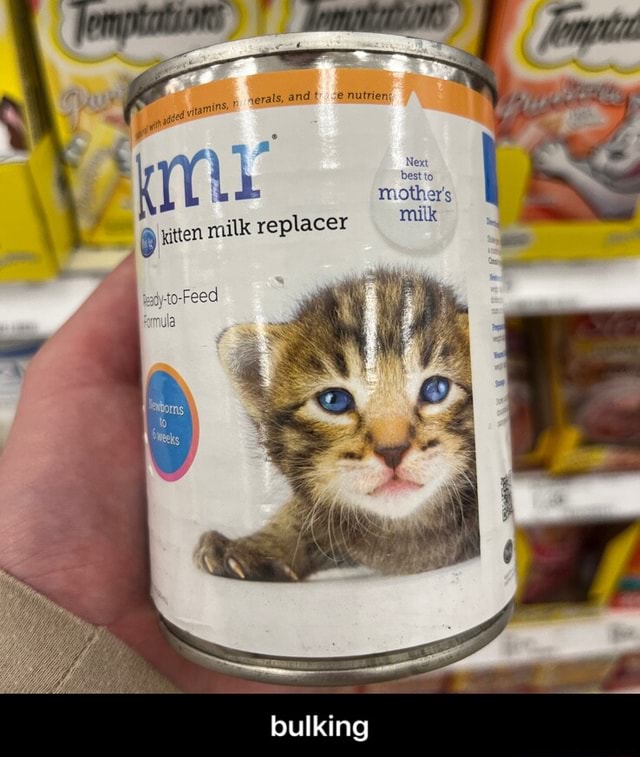 Temptations
Temptations
with added vitamins, minerals, and trace nutrients
kmr®
kitten milk replacer
Next
best to
mother's
milk
Ready-to-Feed
Formula
Newborns
to
6 weeks
bulking